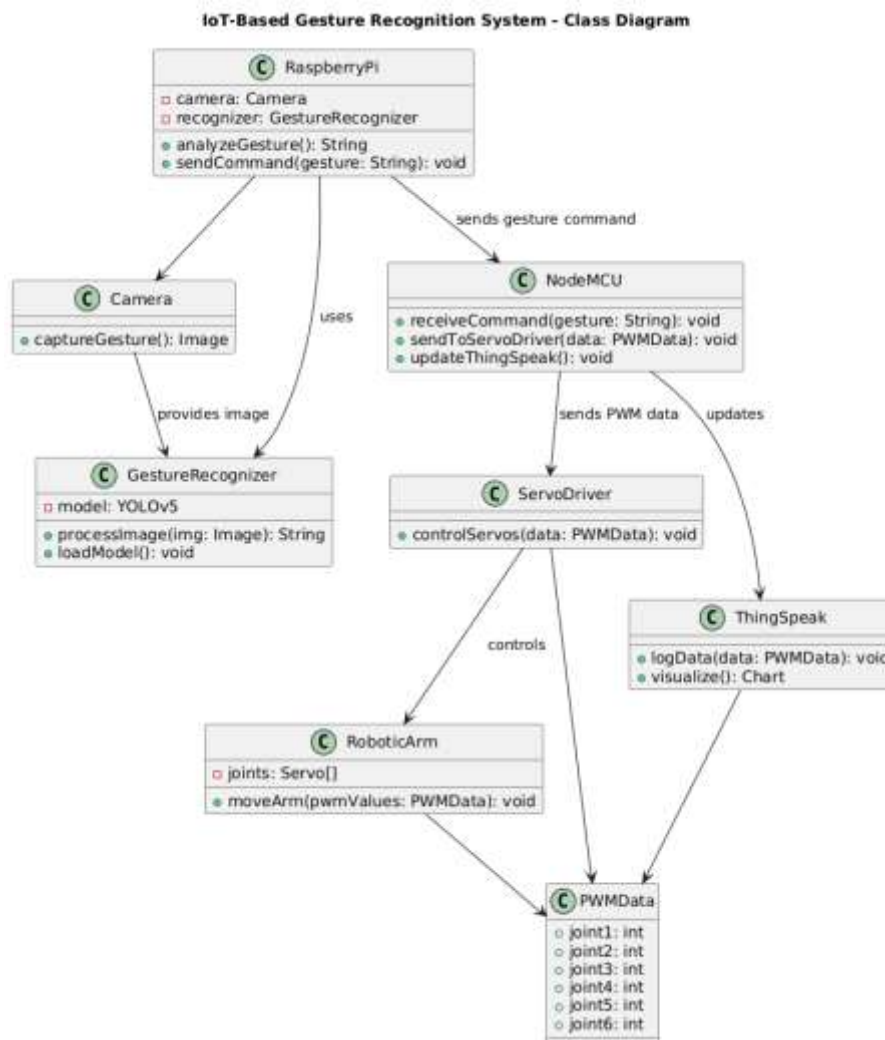 IoT-Based Gesture Recognition System - Class Diagram
C RaspberryPi
camera: Camera
recognizer: GestureRecognizer
analyzeGesture(): String
sendCommand(gesture: String): void
sends gesture command
C Camera
captureGesture(): Image
uses
C NodeMCU
receiveCommand(gesture: String): void
sendToServoDriver(data: PWMData): void
updateThingSpeak(): void
provides image
sends PWM data
updates
C GestureRecognizer
model: YOLOv5
processImage(img: Image): String
loadModel(): void
C ServoDriver
controlServos(data: PWMData): void
C ThingSpeak
logData(data: PWMData): void
visualize(): Chart
controls
C RoboticArm
joints: Servo[]
moveArm(pwmValues: PWMData): void
C PWMData
joint1: int
joint2: int
joint3: int
joint4: int
joint5: int
joint6: int